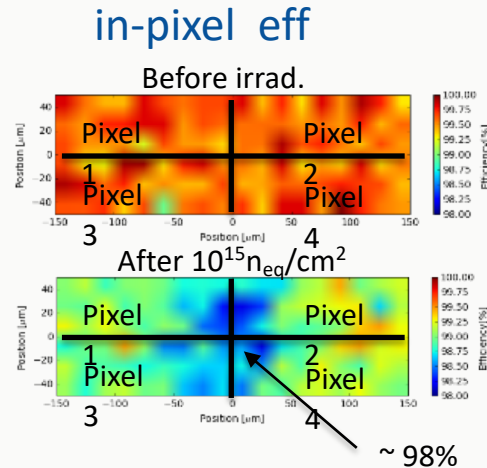 in-pixel eff
Before irrad.
40
20
0
−20
−40
Position [μm]
Pixel
1
Pixel
2
Pixel
3
Pixel
4
−150 −100 −50 0 50 100 150
Position [μm]
100.00
99.75
99.50
99.25
99.00
98.75
98.50
98.25
98.00
Efficiency[%]
After 10¹⁵nₑq/cm²
40
20
0
−20
−40
Position [μm]
Pixel
1
Pixel
2
Pixel
3
Pixel
4
−150 −100 −50 0 50 100 150
Position [μm]
100.00
99.75
99.50
99.25
99.00
98.75
98.50
98.25
98.00
Efficiency[%]
~ 98%